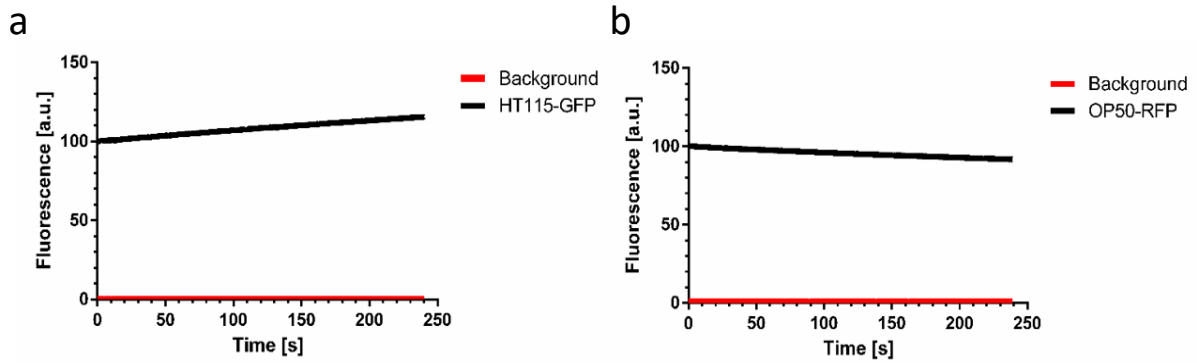 a
150
100
50
0
Fluorescence [a.u.]
0 50 100 150 200 250
Time [s]
Background
HT115-GFP
b
150
100
50
0
Fluorescence [a.u.]
0 50 100 150 200 250
Time [s]
Background
OP50-RFP